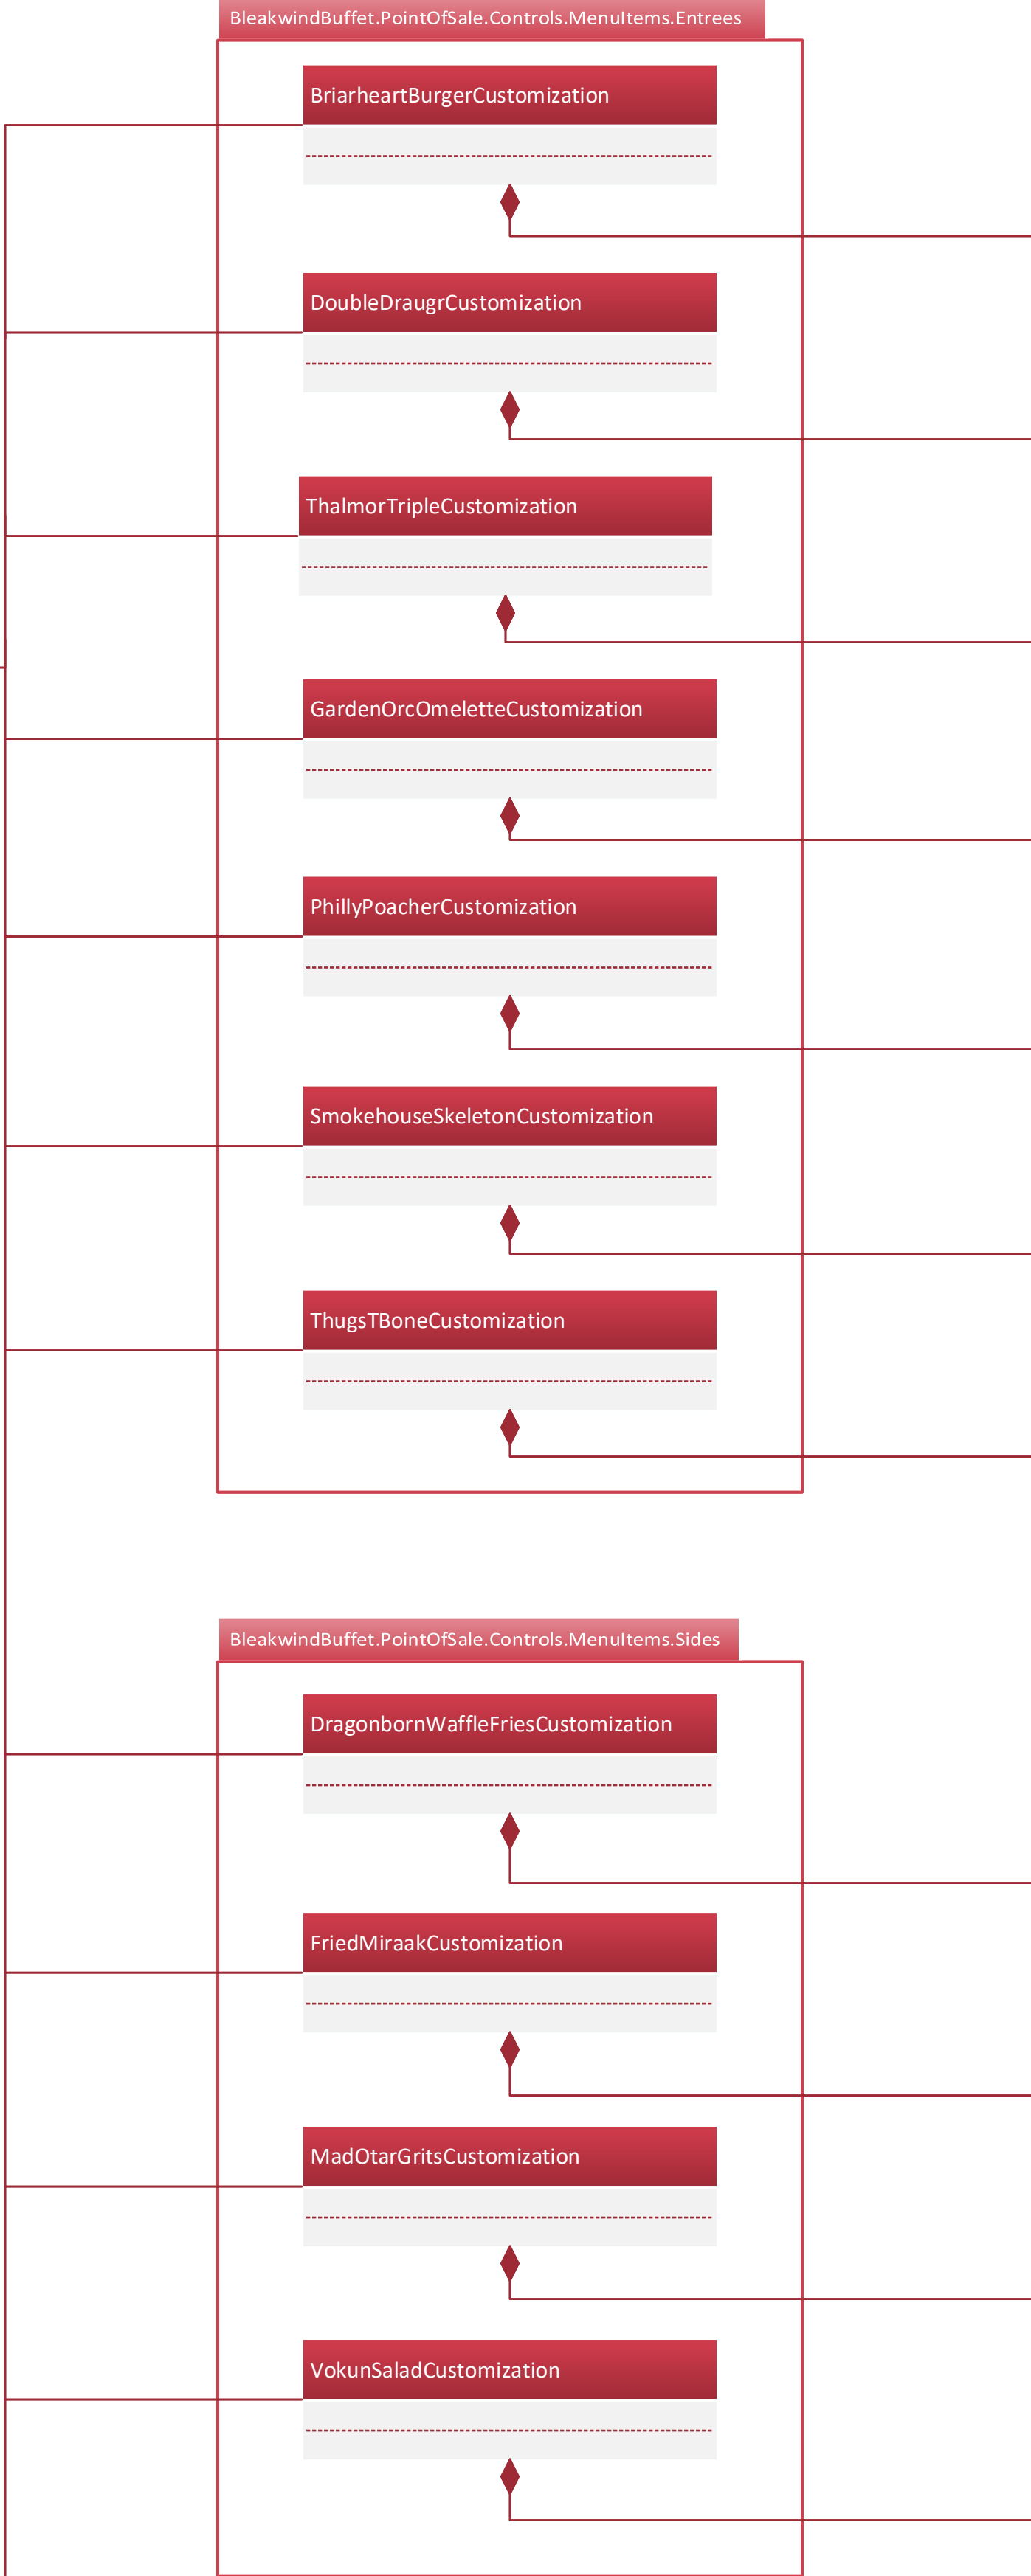 BleakwindBuffet.PointOfSale.Controls.MenuItems.Entrees
BriarheartBurgerCustomization
DoubleDraugrCustomization
ThalmorTripleCustomization
GardenOrcOmeletteCustomization
PhillyPoacherCustomization
SmokehouseSkeletonCustomization
ThugsTBoneCustomization
BleakwindBuffet.PointOfSale.Controls.MenuItems.Sides
DragonbornWaffleFriesCustomization
FriedMiraakCustomization
MadOtarGritsCustomization
VokunSaladCustomization